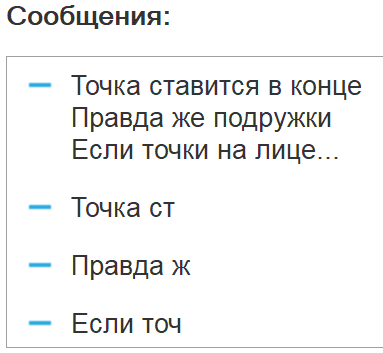 Сообщения:
Точка ставится в конце
Правда же подружки
Если точки на лице...
Точка ст
Правда ж
Если точ